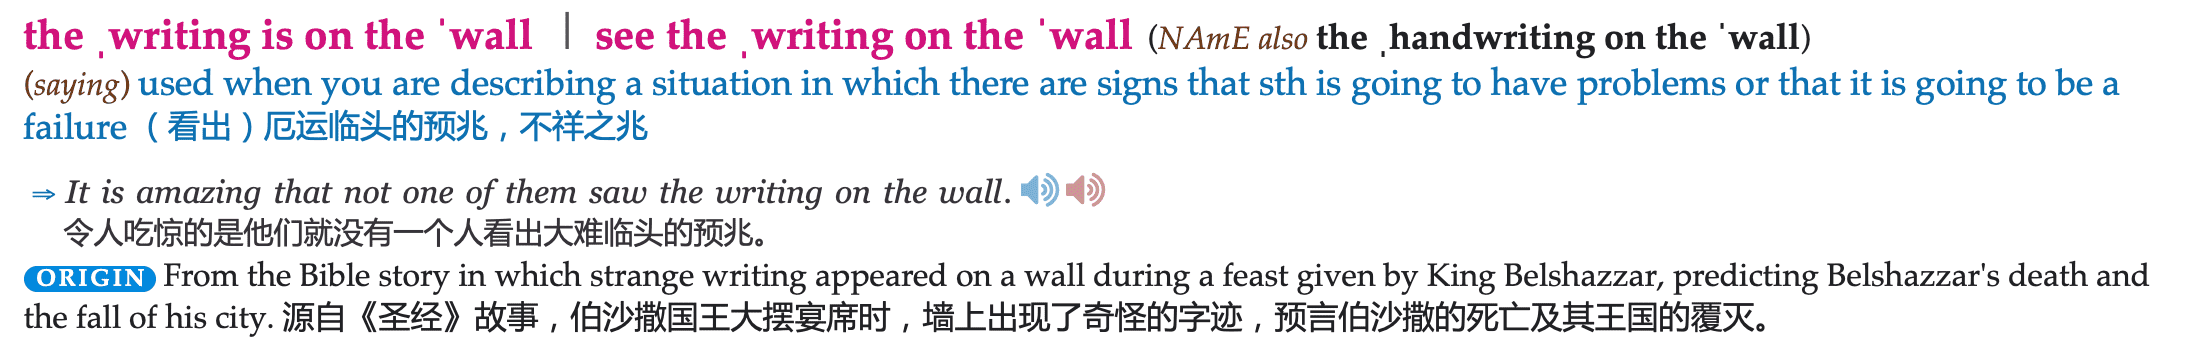 the ˌwriting is on the ˈwall | see the ˌwriting on the ˈwall (NAmE also the ˌhandwriting on the ˈwall)
(saying) used when you are describing a situation in which there are signs that sth is going to have problems or that it is going to be a
failure（看出）厄运临头的预兆，不祥之兆
⇒ It is amazing that not one of them saw the writing on the wall.
令人吃惊的是他们就没有一个人看出大难临头的预兆。
ORIGIN From the Bible story in which strange writing appeared on a wall during a feast given by King Belshazzar, predicting Belshazzar's death and
the fall of his city. 源自《圣经》故事，伯沙撒国王大摆宴席时，墙上出现了奇怪的字迹，预言伯沙撒的死亡及其王国的覆灭。